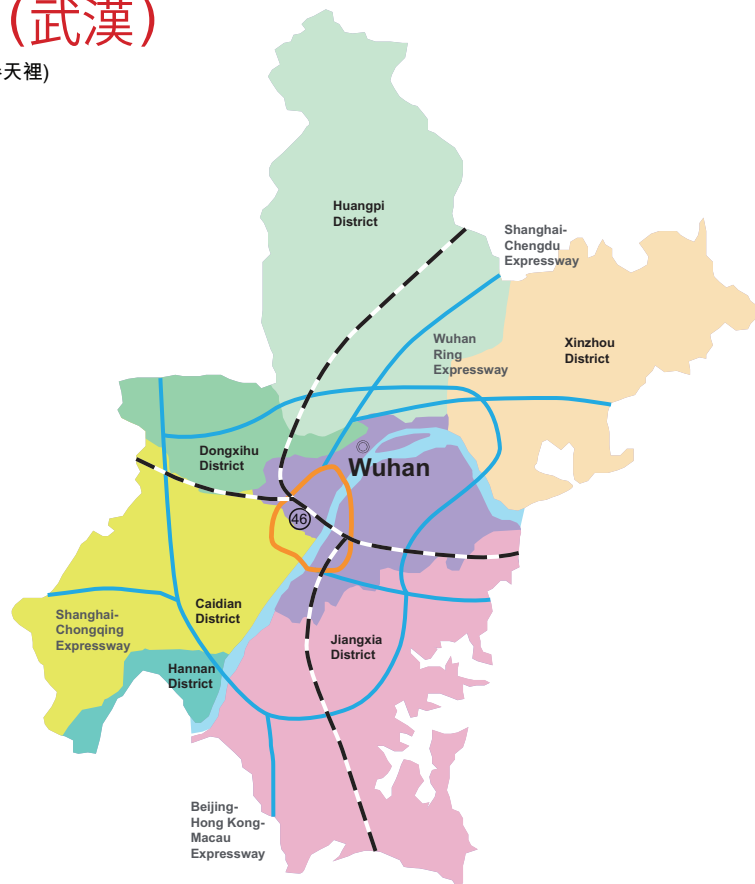 (武漢)
天裡)
Huangpi
District
Shanghai-
Chengdu
Expressway
Wuhan
Ring
Expressway
Xinzhou
District
Dongxihu
District
Wuhan
46
Caidian
District
Shanghai-
Chongqing
Expressway
Jiangxia
District
Hannan
District
Beijing-
Hong Kong-
Macau
Expressway